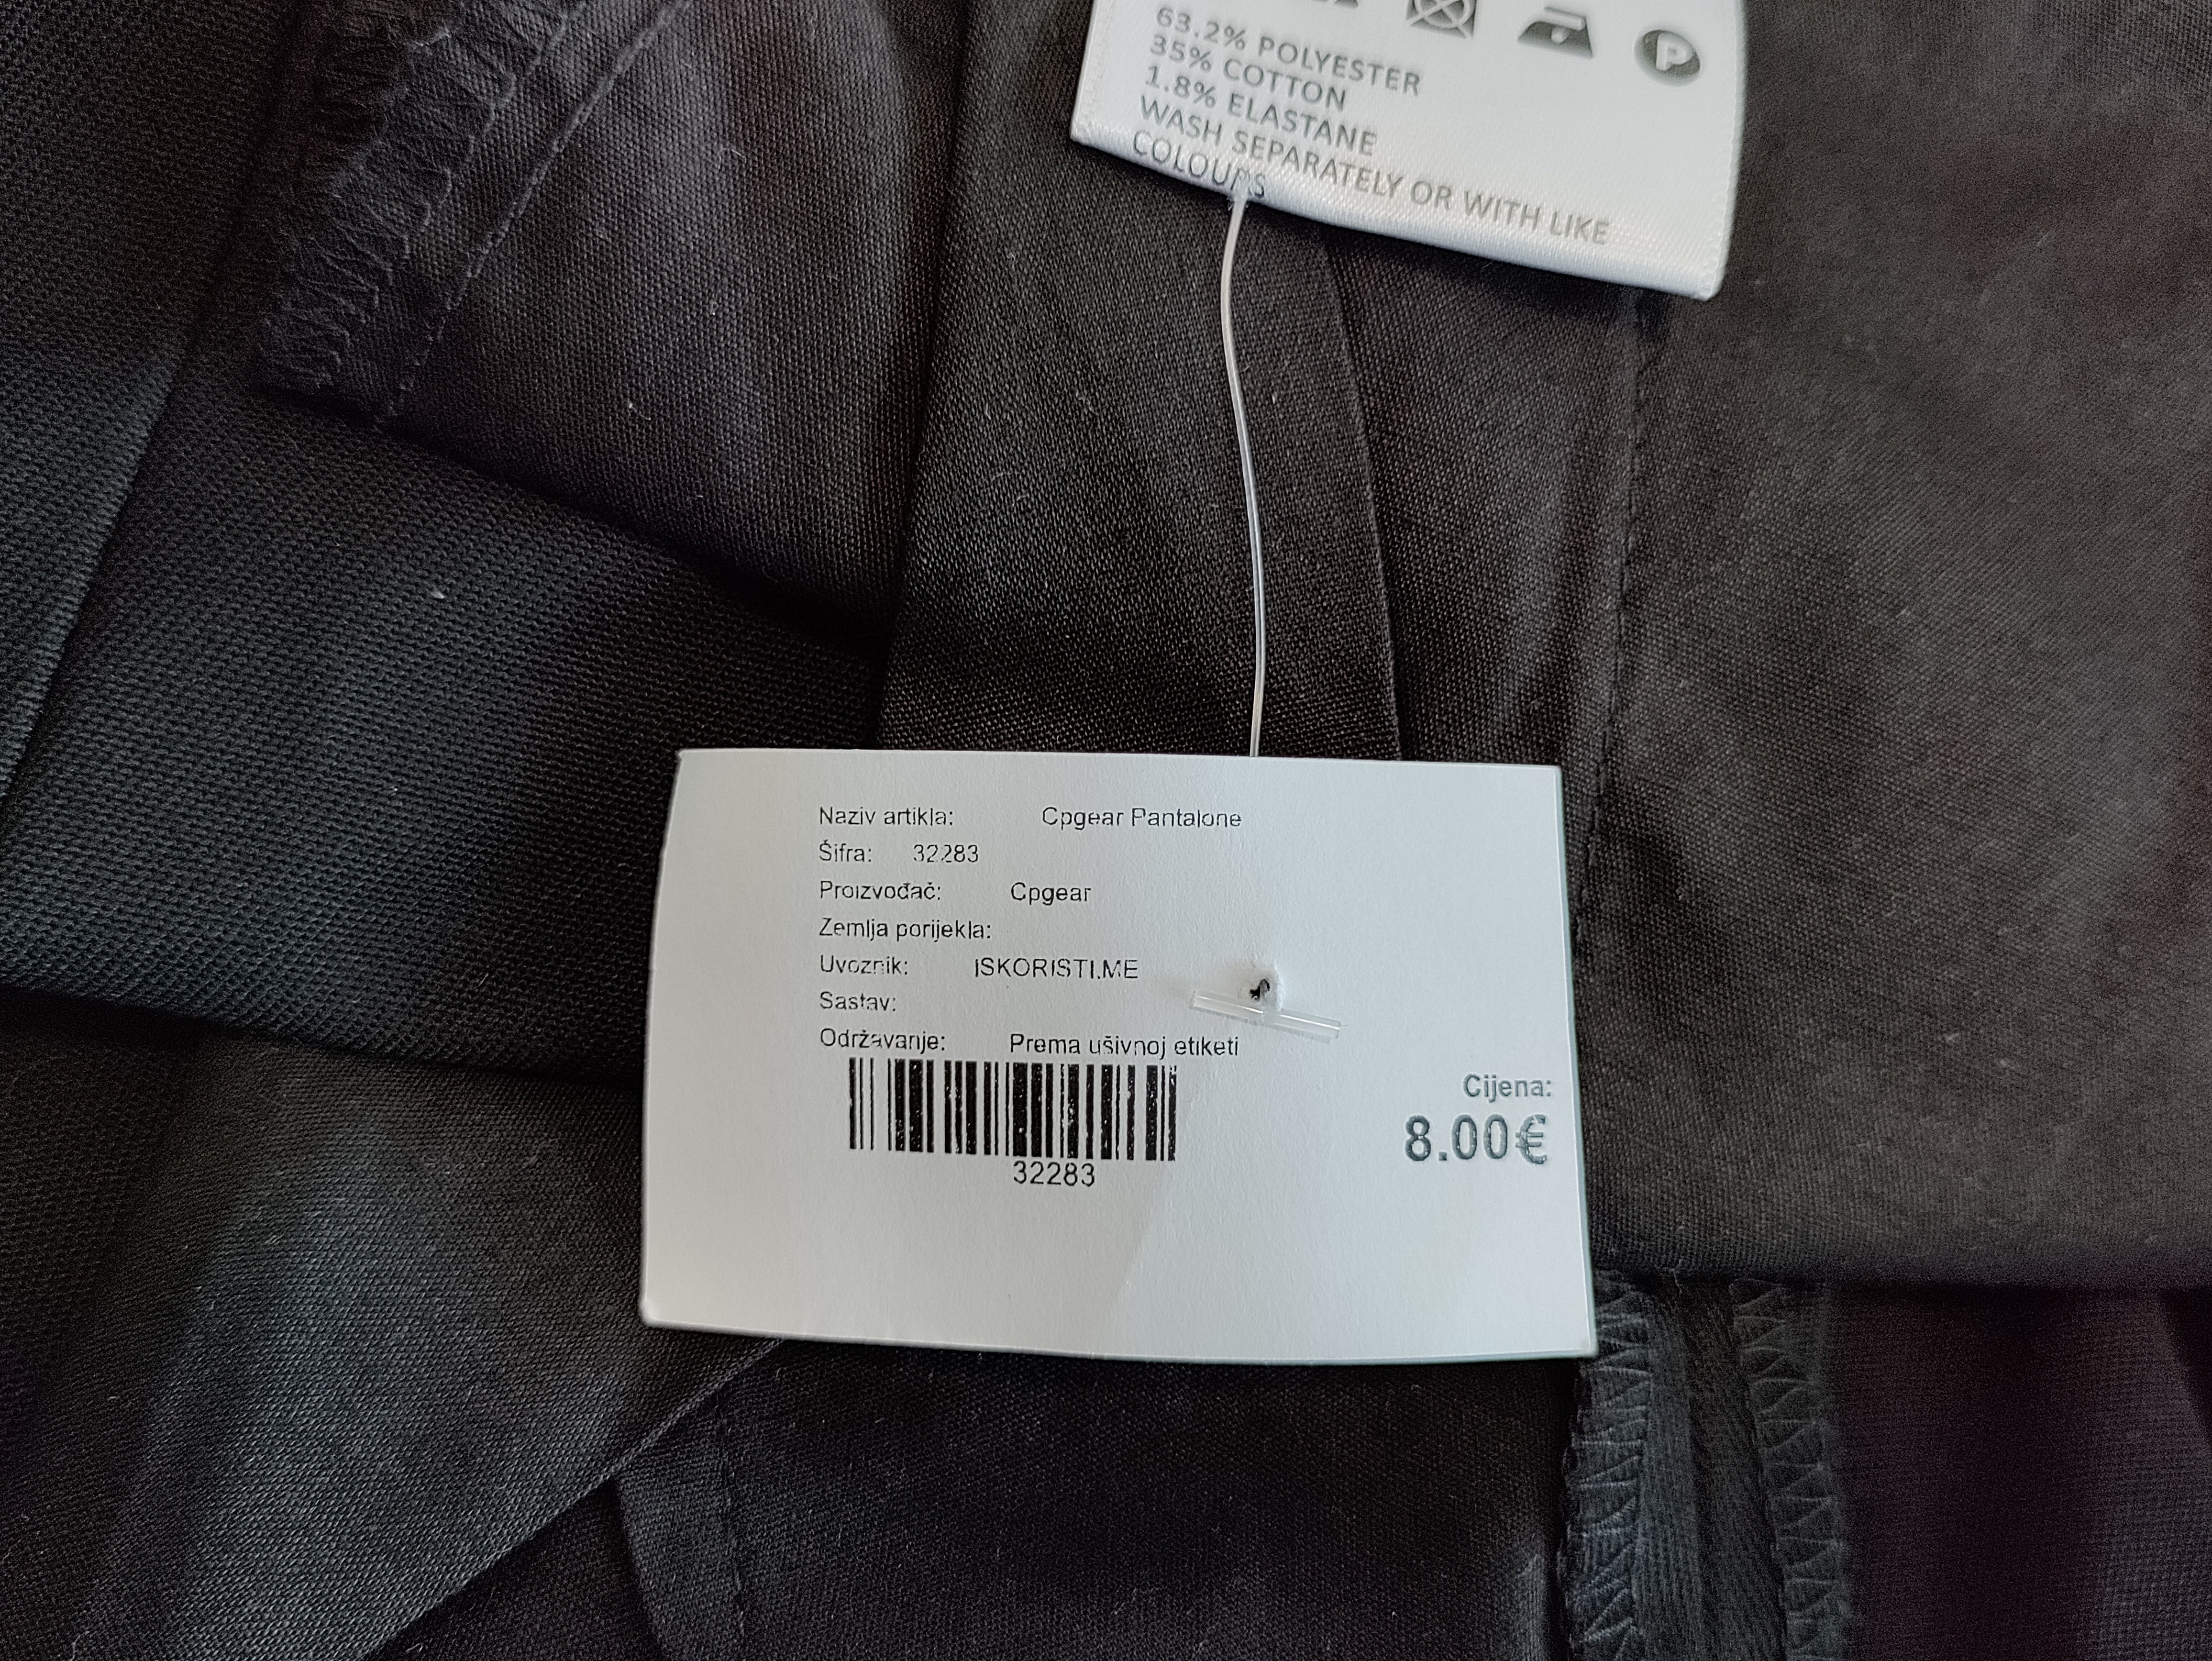 63.2% POLYESTER
35% COTTON
1.8% ELASTANE
WASH SEPARATELY OR WITH LIKE
COLOURS
P
Naziv artikla: Cpgear Pantalone
Šifra: 32283
Proizvođač: Cpgear
Zemlja porijekla:
Uvoznik: ISKORISTI.ME
Sastav:
Održavanje: Prema ušivnoj etiketi
32283
Cijena:
8.00€